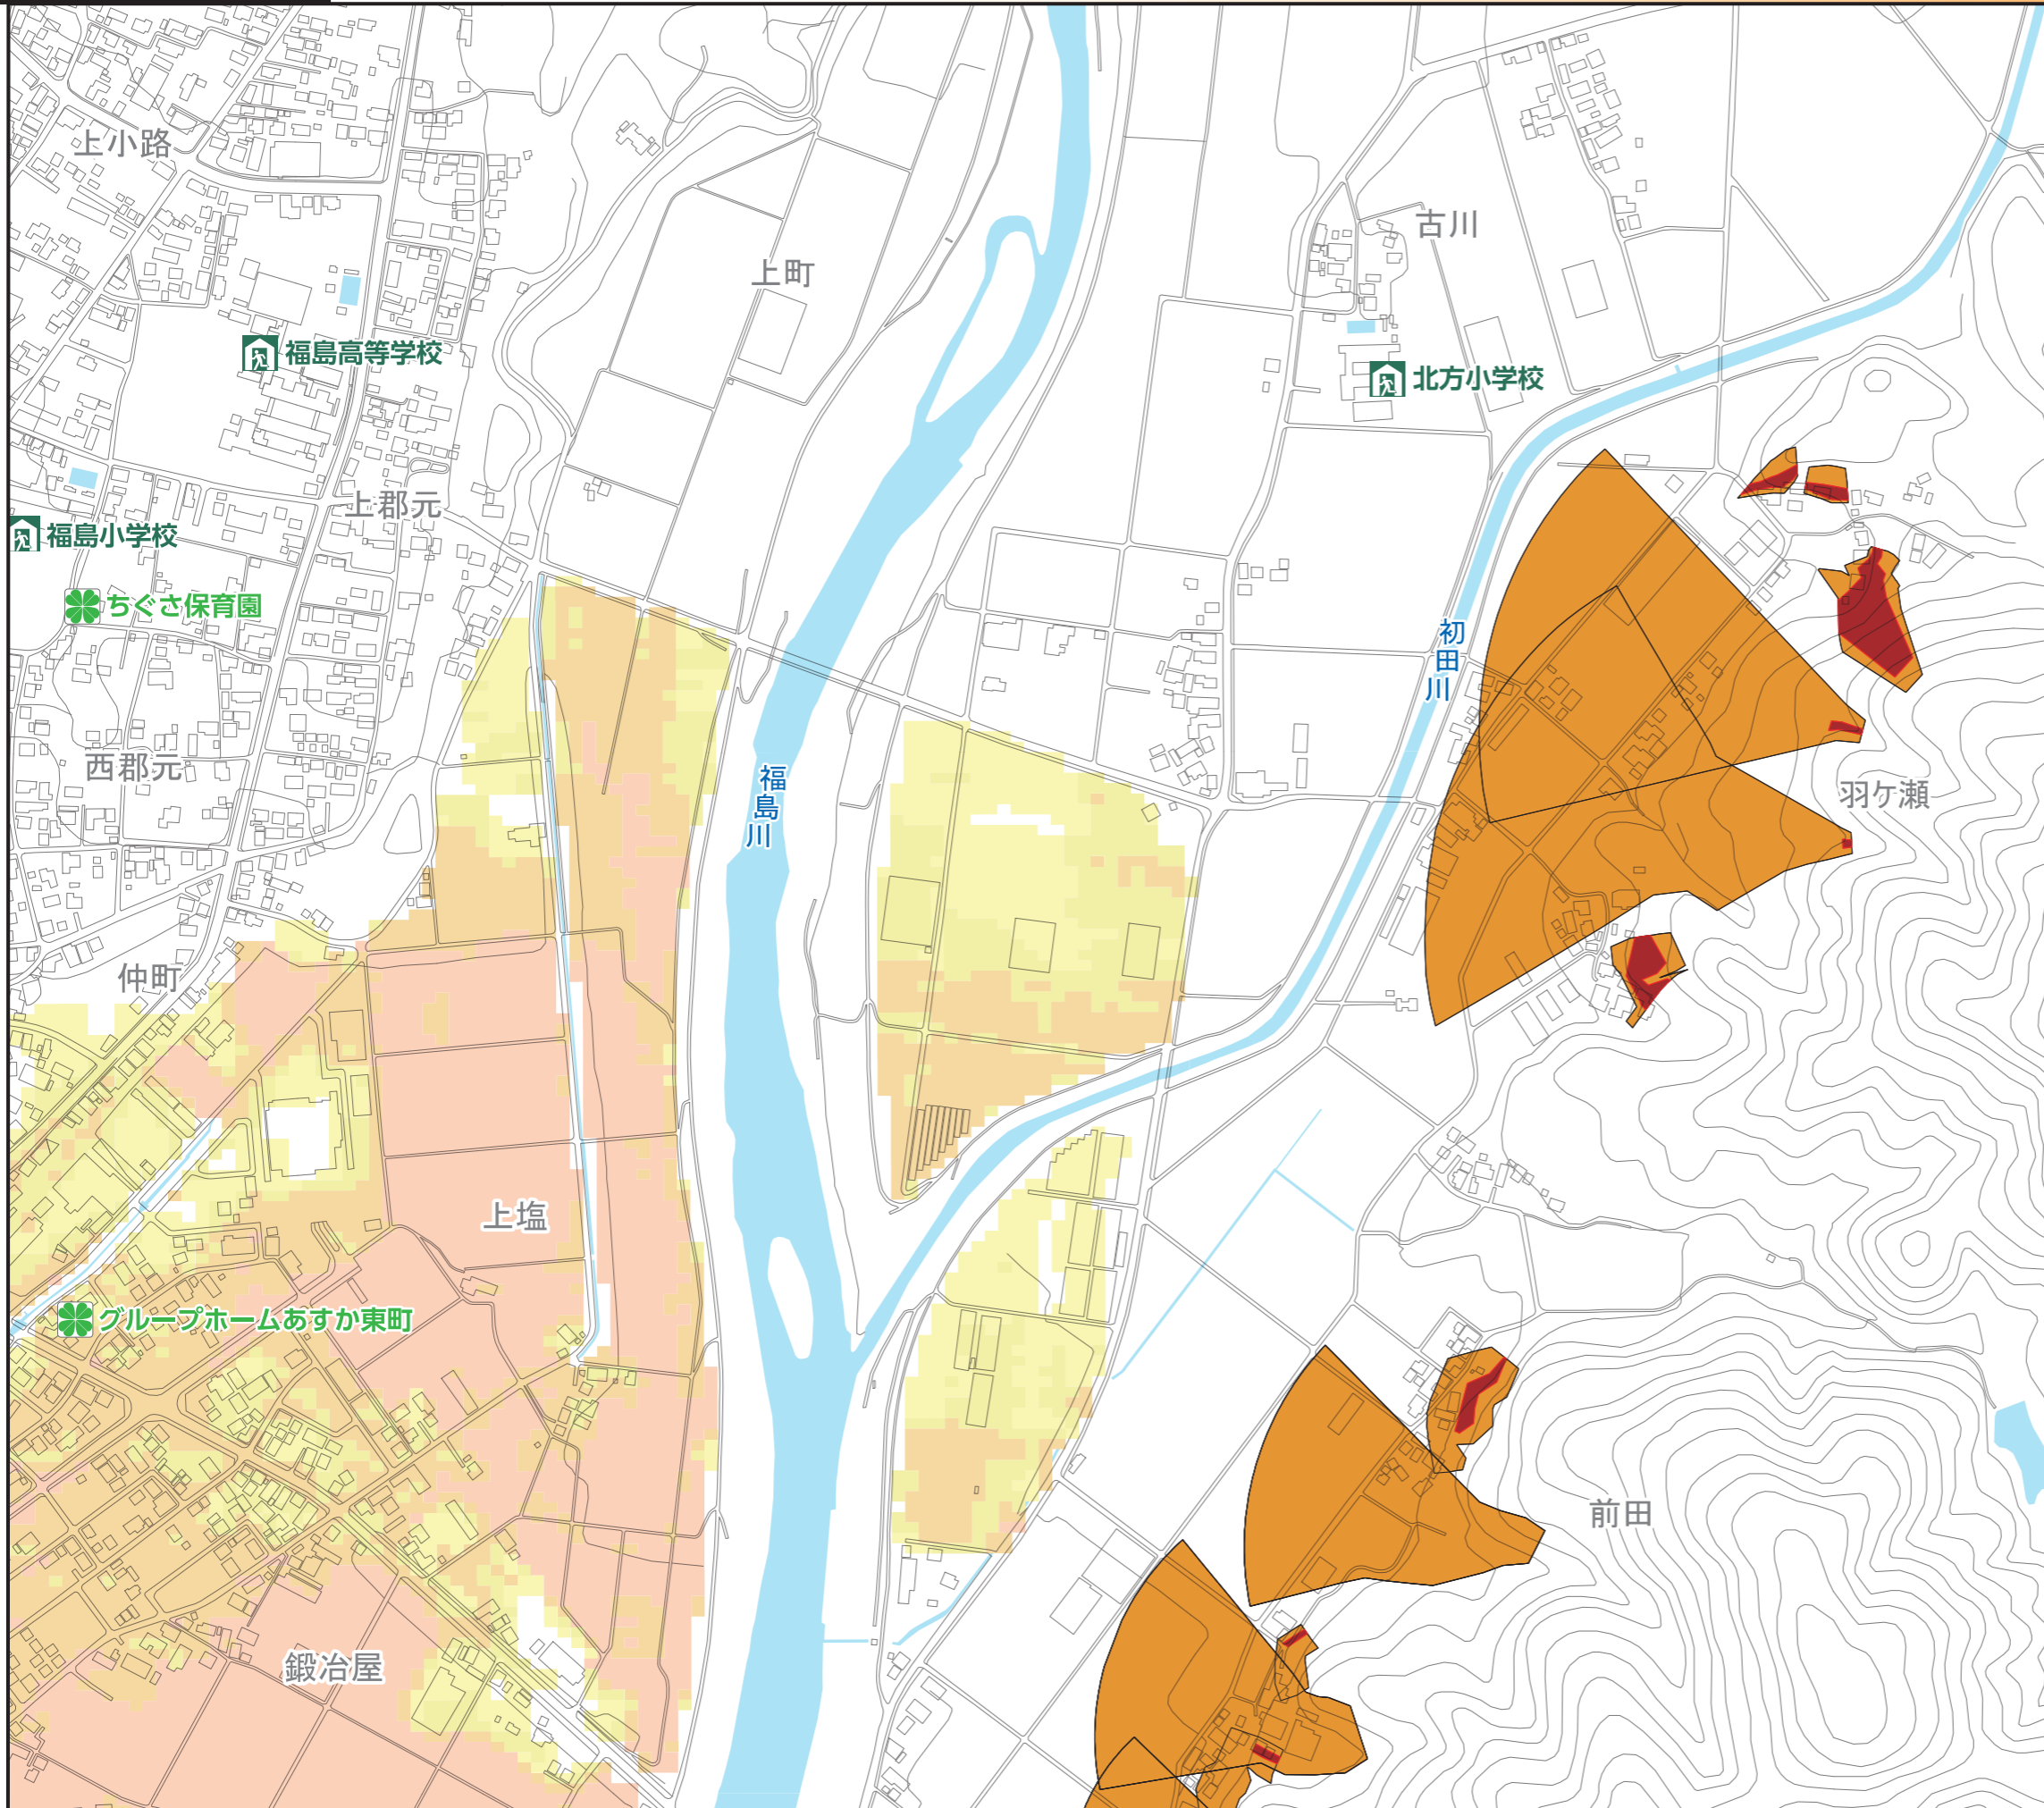 上小路
古川
上町
福島高等学校
北方小学校
上郡元
福島小学校
ちぐさ保育園
初田川
西郡元
福島川
羽ケ瀬
仲町
上塩
グループホームあすか東町
前田
鍛冶屋